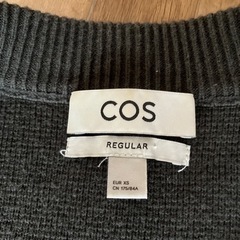 COS
REGULAR
EUR XS
CN 175/84A